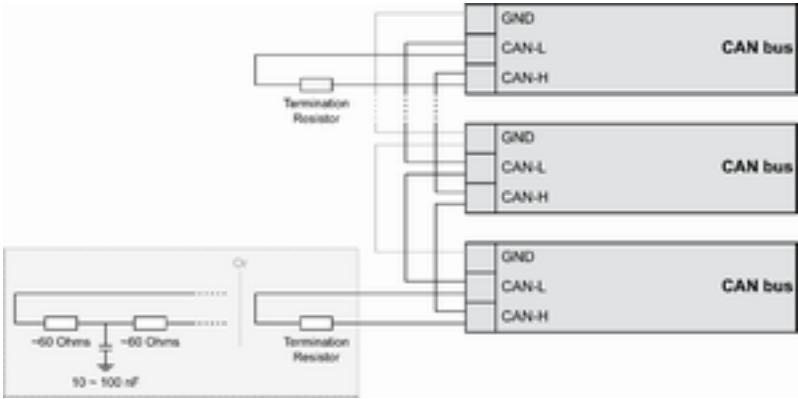 GND
CAN-L
CAN bus
CAN-H
Termination
Resistor
GND
CAN-L
CAN bus
CAN-H
GND
Or
CAN-L
CAN bus
CAN-H
~60 Ohms
~60 Ohms
Termination
Resistor
10 ~ 100 nF